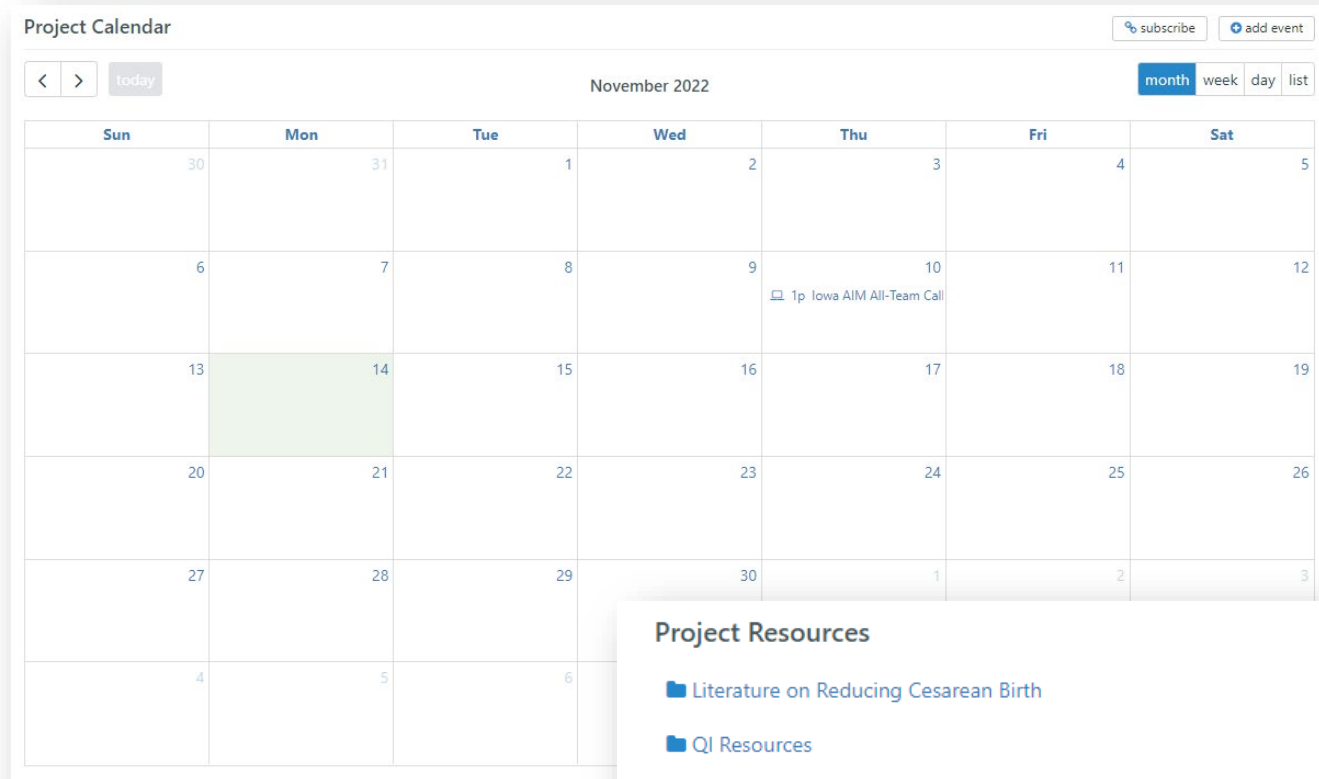 Project Calendar
subscribe
add event
today
November 2022
month week day list
Sun Mon Tue Wed Thu Fri Sat
30 31 1 2 3 4 5
6 7 8 9 10 11 12
1p Iowa AIM All-Team Call
13 14 15 16 17 18 19
20 21 22 23 24 25 26
27 28 29 30 1 2 3
4 5 6
Project Resources
Literature on Reducing Cesarean Birth
QI Resources